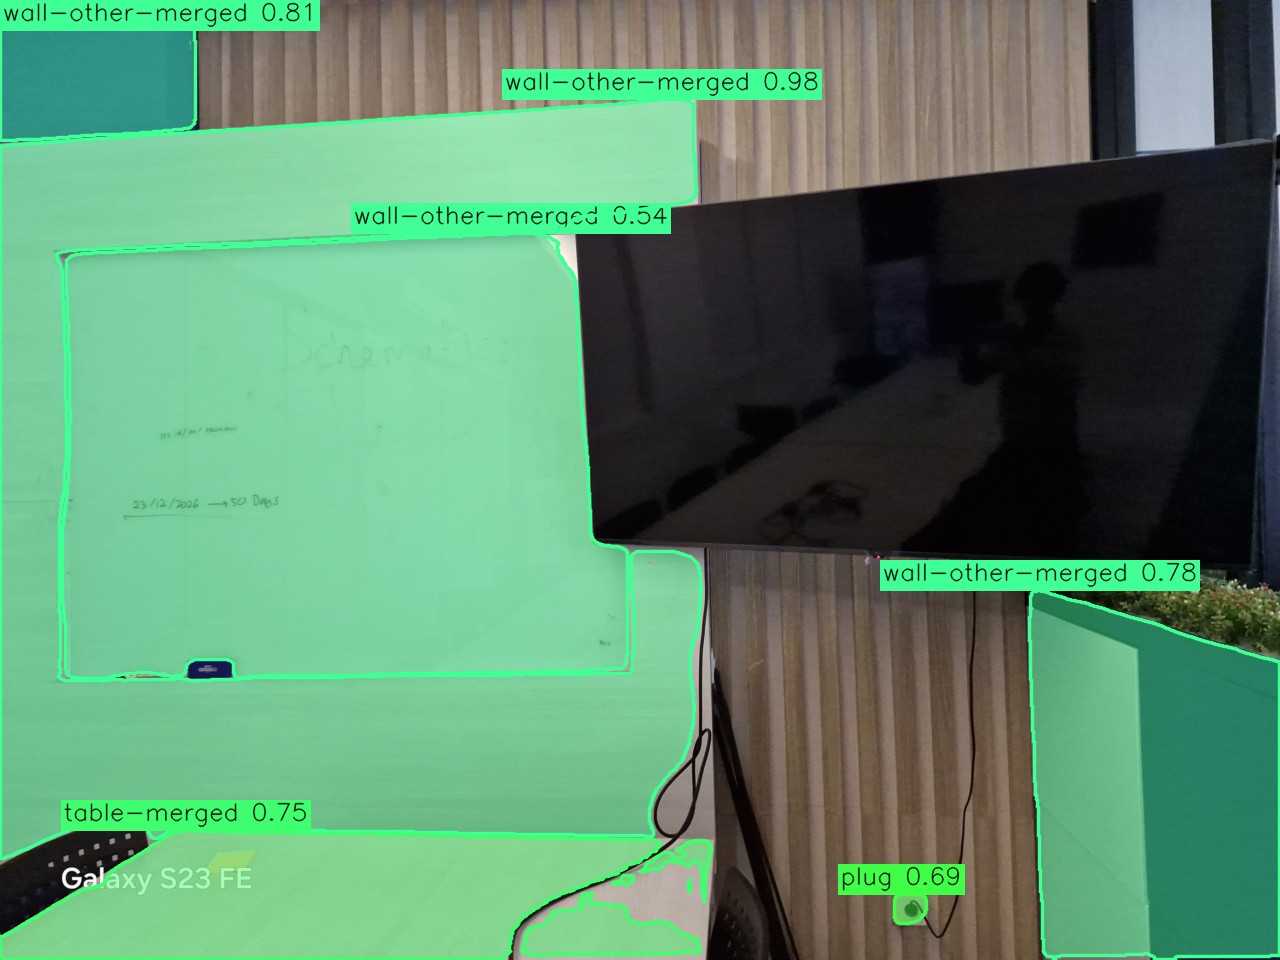 wall-other-merged 0.81
wall-other-merged 0.98
wall-other-merged 0.54
23/12/2026 → 50 Days
wall-other-merged 0.78
table-merged 0.75
plug 0.69
Galaxy S23 FE